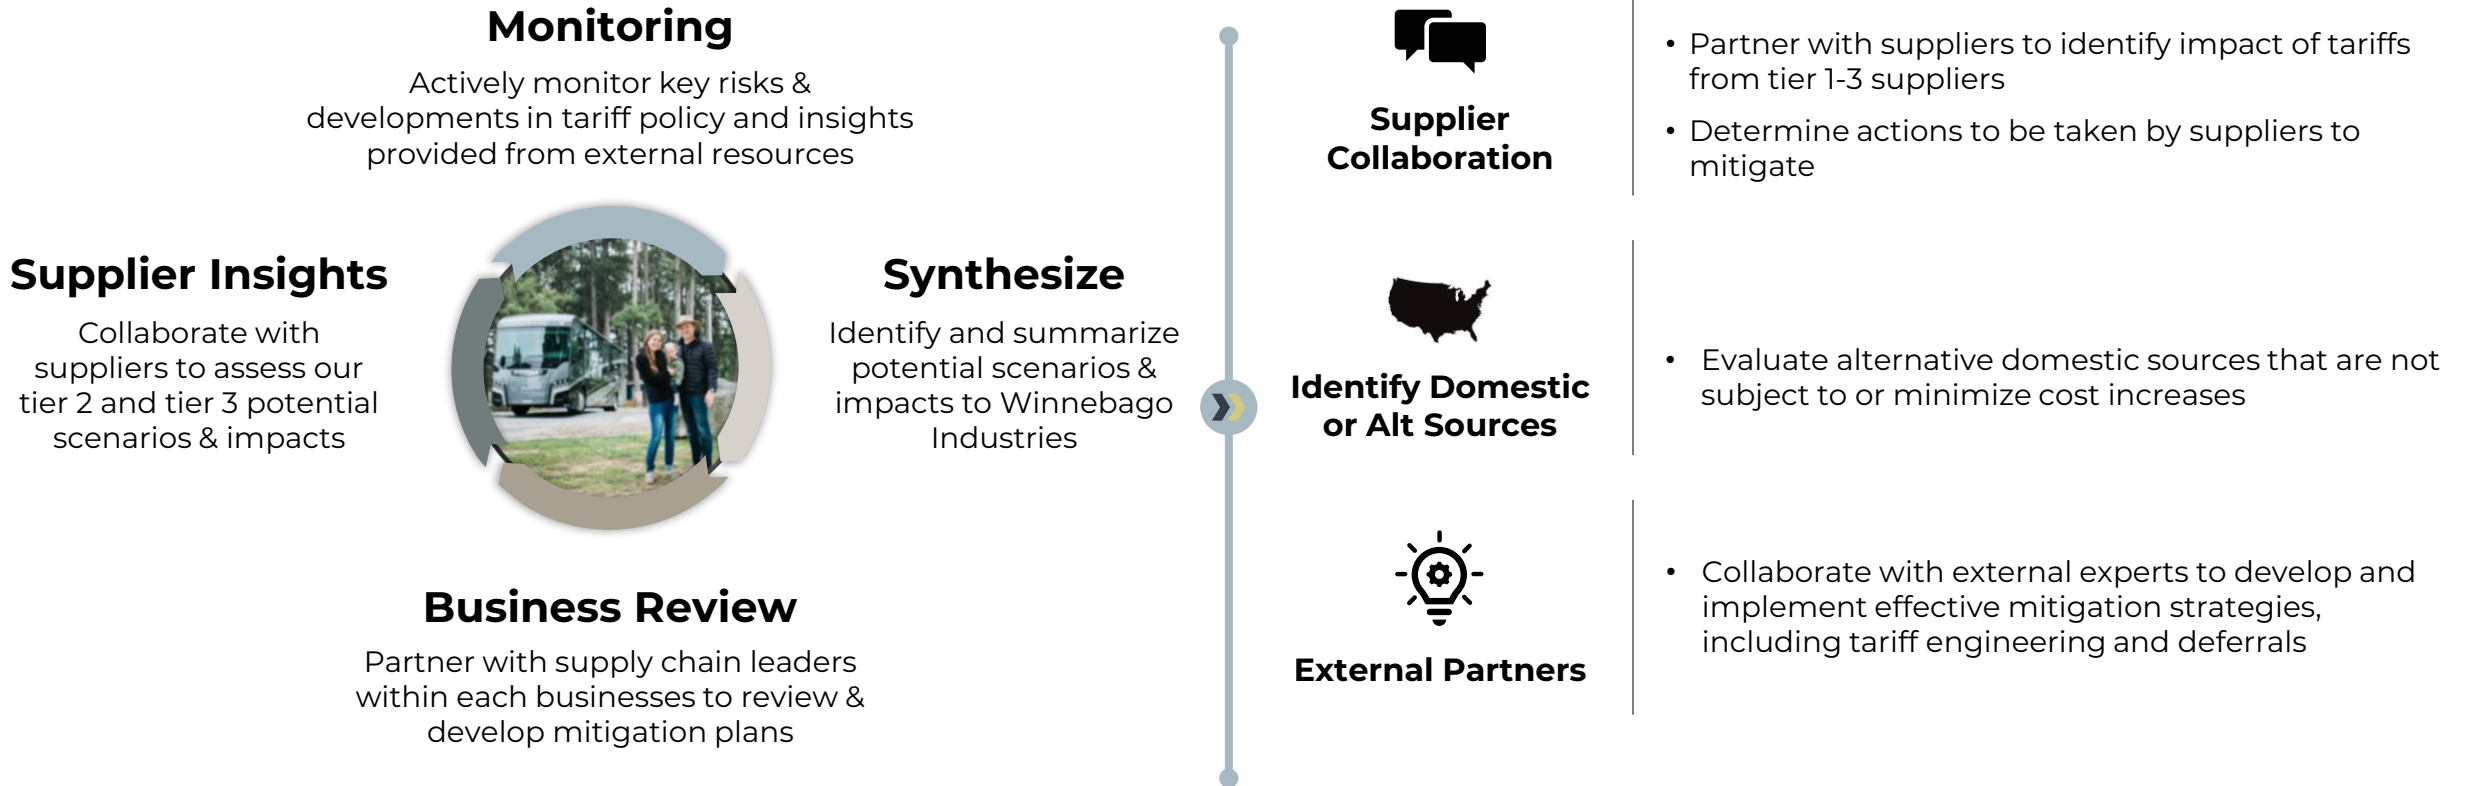 Monitoring
Actively monitor key risks &
developments in tariff policy and insights
provided from external resources
Supplier Insights
Collaborate with
suppliers to assess our
tier 2 and tier 3 potential
scenarios & impacts
Synthesize
Identify and summarize
potential scenarios &
impacts to Winnebago
Industries
Business Review
Partner with supply chain leaders
within each businesses to review &
develop mitigation plans
Supplier
Collaboration
• Partner with suppliers to identify impact of tariffs
from tier 1-3 suppliers
• Determine actions to be taken by suppliers to
mitigate
Identify Domestic
or Alt Sources
• Evaluate alternative domestic sources that are not
subject to or minimize cost increases
External Partners
• Collaborate with external experts to develop and
implement effective mitigation strategies,
including tariff engineering and deferrals